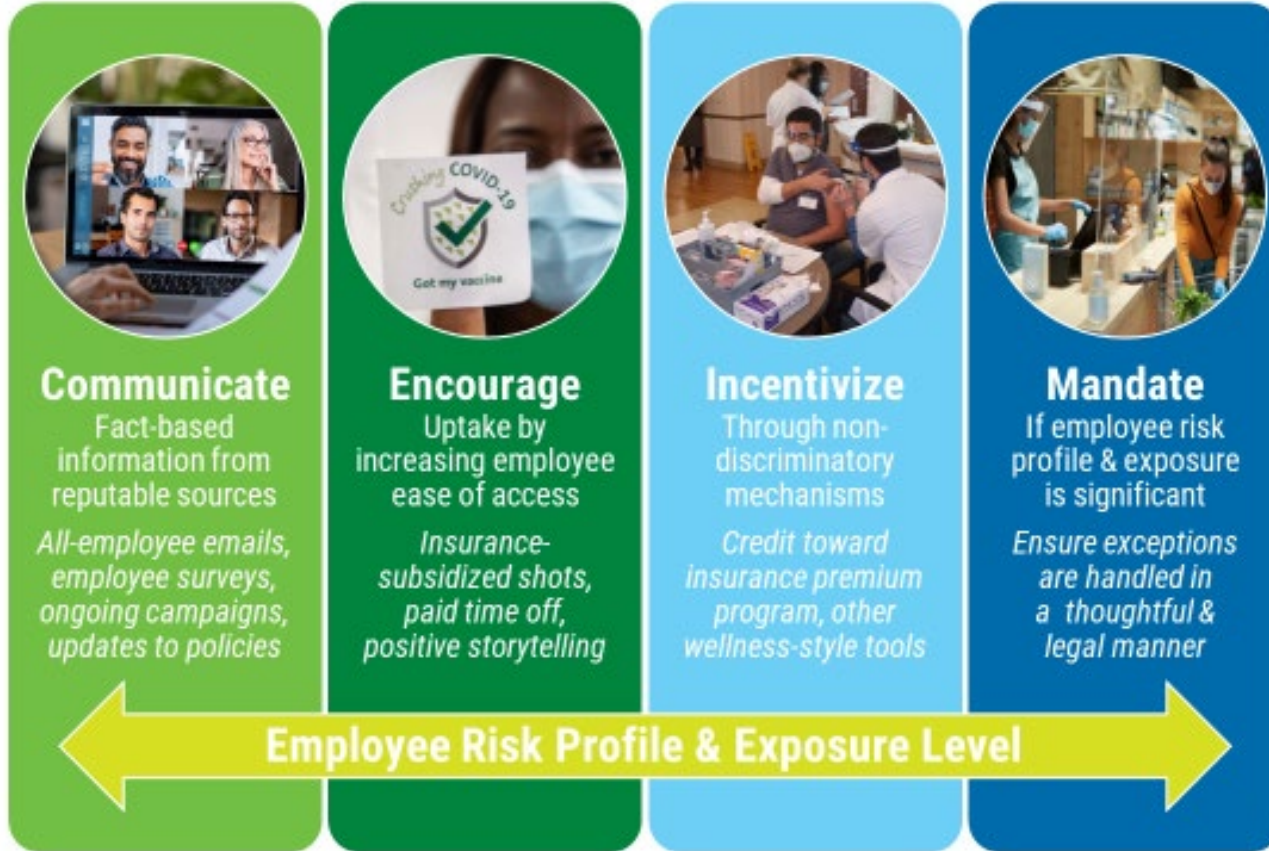 Crushing COVID-19
Got my vaccine
Communicate
Fact-based
information from
reputable sources
All-employee emails,
employee surveys,
ongoing campaigns,
updates to policies
Encourage
Uptake by
increasing employee
ease of access
Insurance-
subsidized shots,
paid time off,
positive storytelling
Incentivize
Through non-
discriminatory
mechanisms
Credit toward
insurance premium
program, other
wellness-style tools
Mandate
If employee risk
profile & exposure
is significant
Ensure exceptions
are handled in
a thoughtful &
legal manner
Employee Risk Profile & Exposure Level